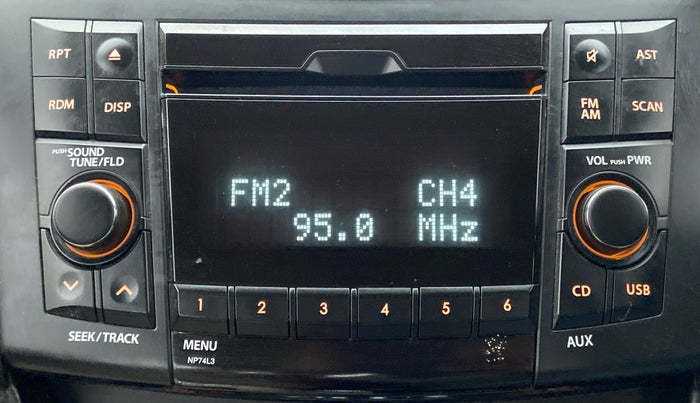 RPT
RDM
DISP
AST
FM
AM
SCAN
PUSH SOUND
TUNE/FLD
VOL PUSH PWR
FM2 CH4
95.0 MHz
1 2 3 4 5 6
CD
USB
SEEK/TRACK
MENU
NP74L3
AUX